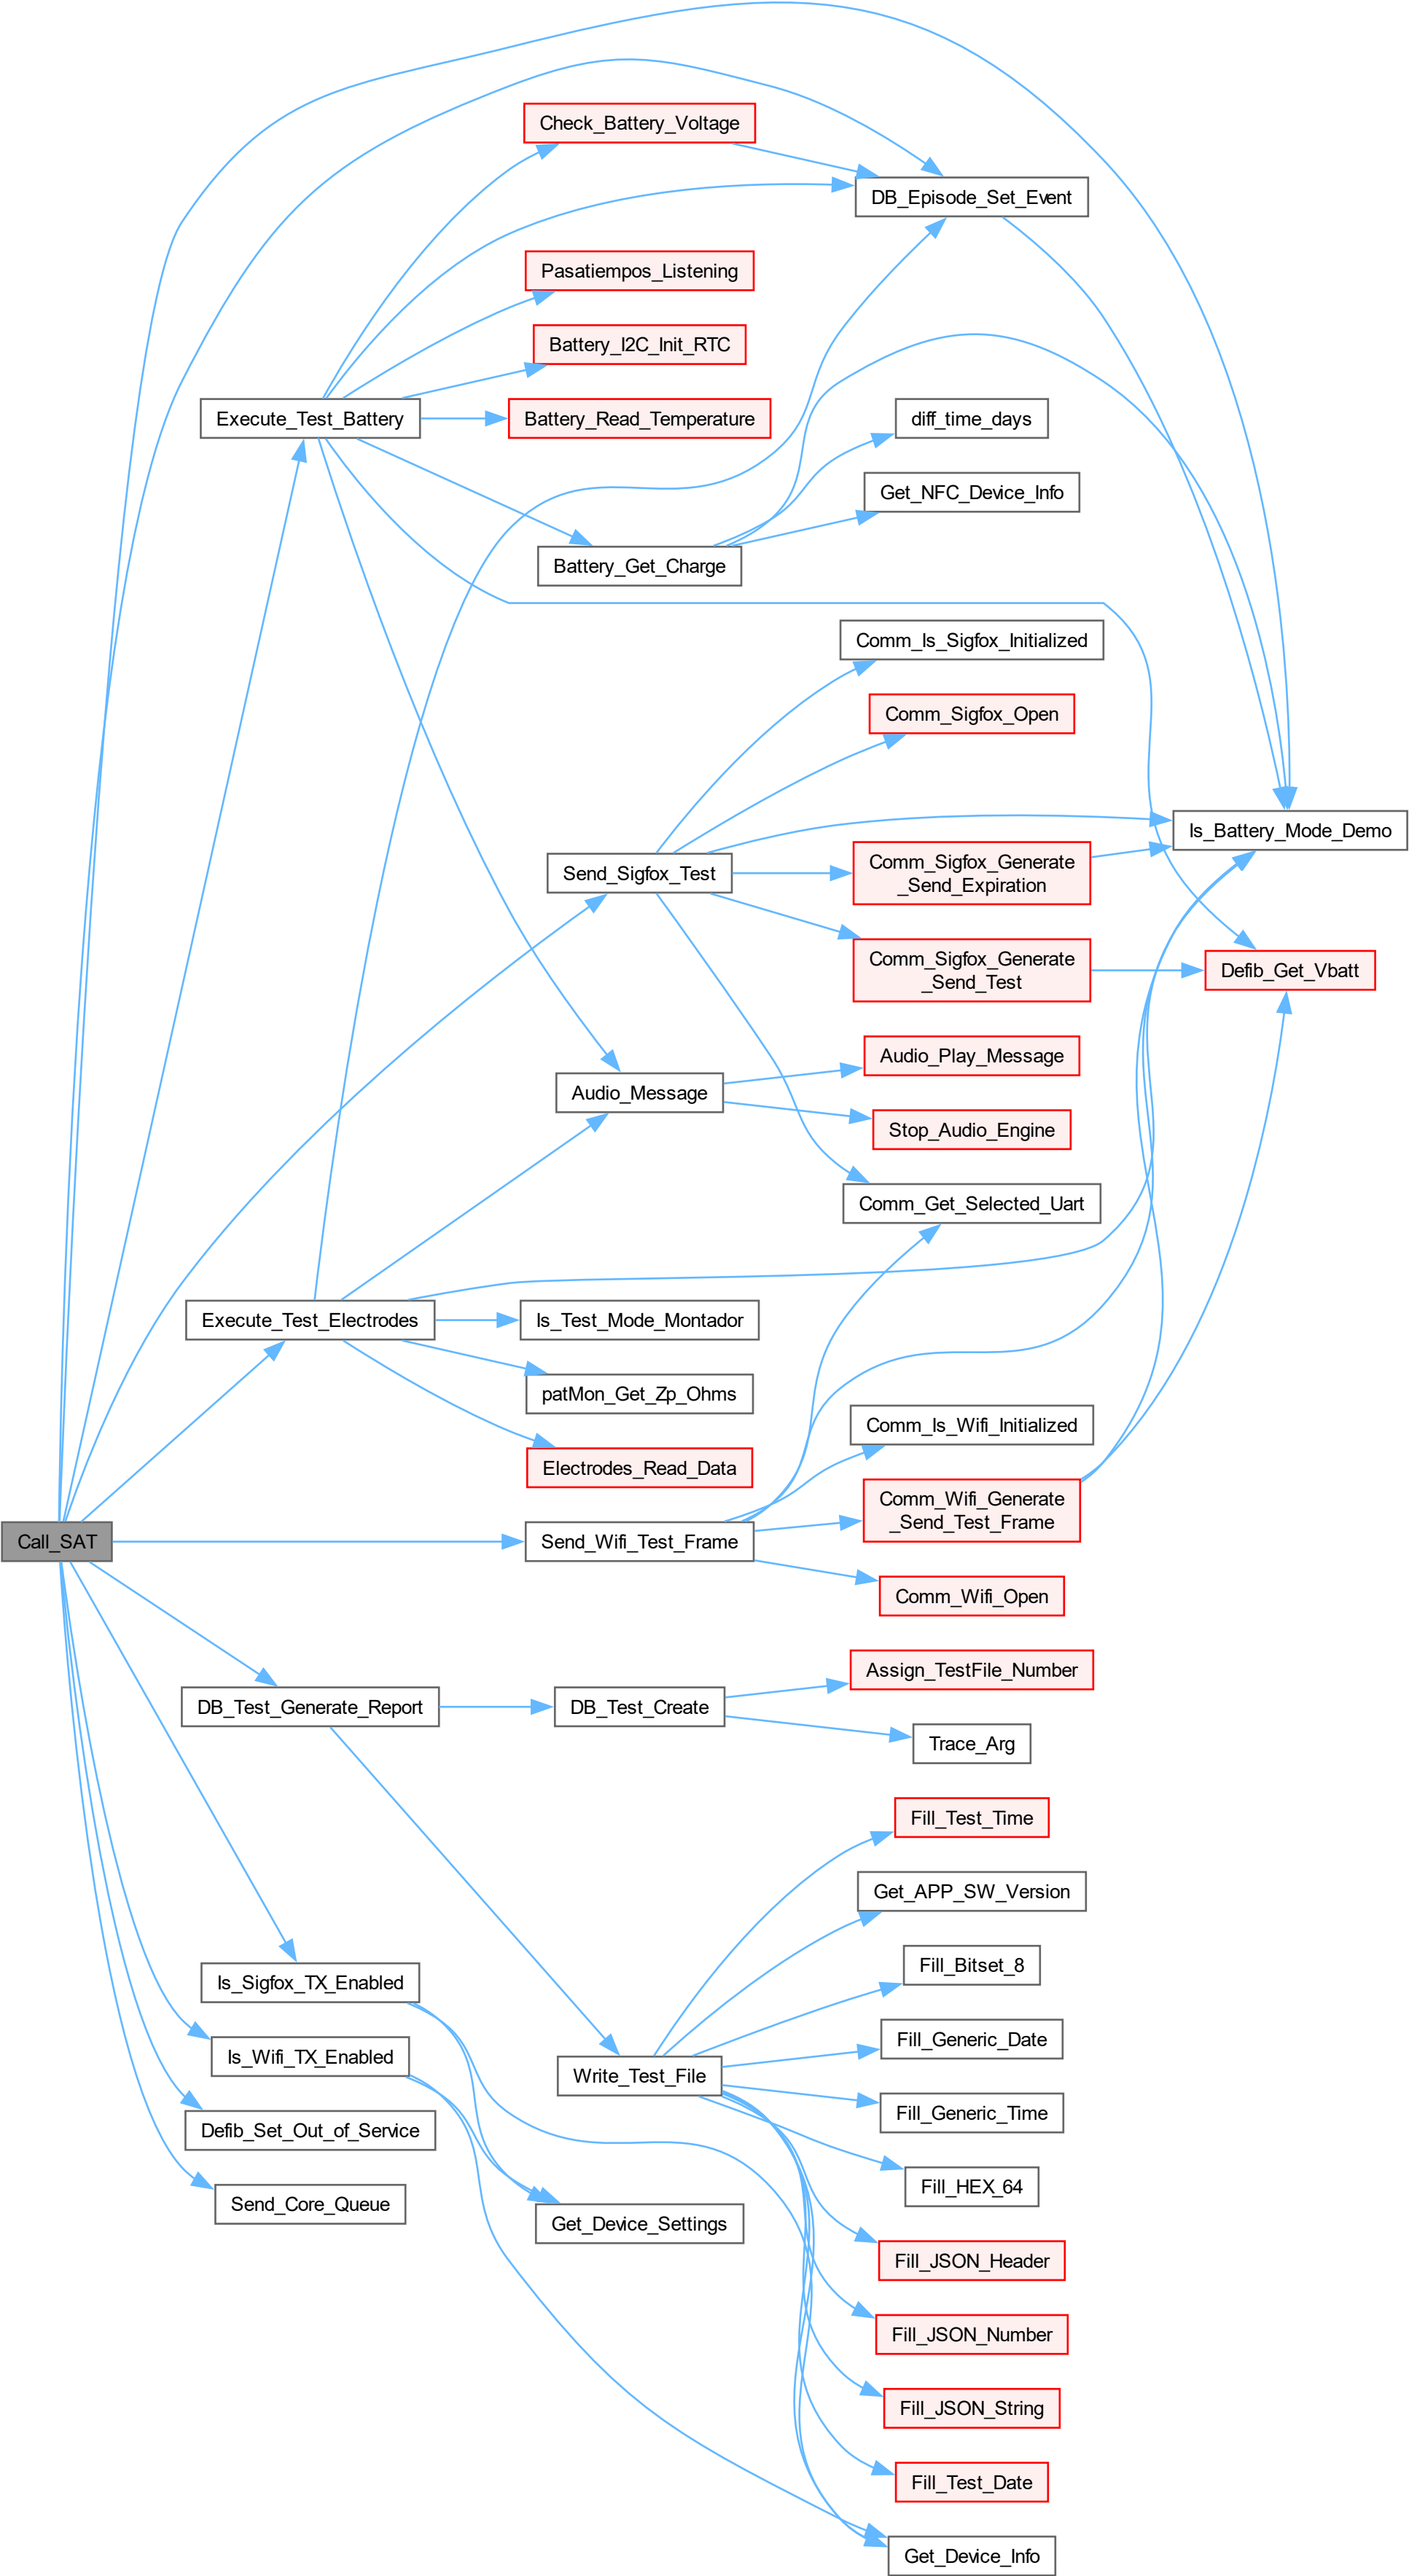 Check_Battery_Voltage
DB_Episode_Set_Event
Pasatiempos_Listening
Battery_I2C_Init_RTC
Execute_Test_Battery
Battery_Read_Temperature
diff_time_days
Get_NFC_Device_Info
Battery_Get_Charge
Comm_Is_Sigfox_Initialized
Comm_Sigfox_Open
Is_Battery_Mode_Demo
Send_Sigfox_Test
Comm_Sigfox_Generate
_Send_Expiration
Comm_Sigfox_Generate
_Send_Test
Defib_Get_Vbatt
Audio_Play_Message
Audio_Message
Stop_Audio_Engine
Comm_Get_Selected_Uart
Execute_Test_Electrodes
Is_Test_Mode_Montador
patMon_Get_Zp_Ohms
Comm_Is_Wifi_Initialized
Electrodes_Read_Data
Comm_Wifi_Generate
_Send_Test_Frame
Call_SAT
Send_Wifi_Test_Frame
Comm_Wifi_Open
Assign_TestFile_Number
DB_Test_Generate_Report
DB_Test_Create
Trace_Arg
Fill_Test_Time
Get_APP_SW_Version
Fill_Bitset_8
Is_Sigfox_TX_Enabled
Fill_Generic_Date
Is_Wifi_TX_Enabled
Write_Test_File
Fill_Generic_Time
Defib_Set_Out_of_Service
Fill_HEX_64
Send_Core_Queue
Get_Device_Settings
Fill_JSON_Header
Fill_JSON_Number
Fill_JSON_String
Fill_Test_Date
Get_Device_Info